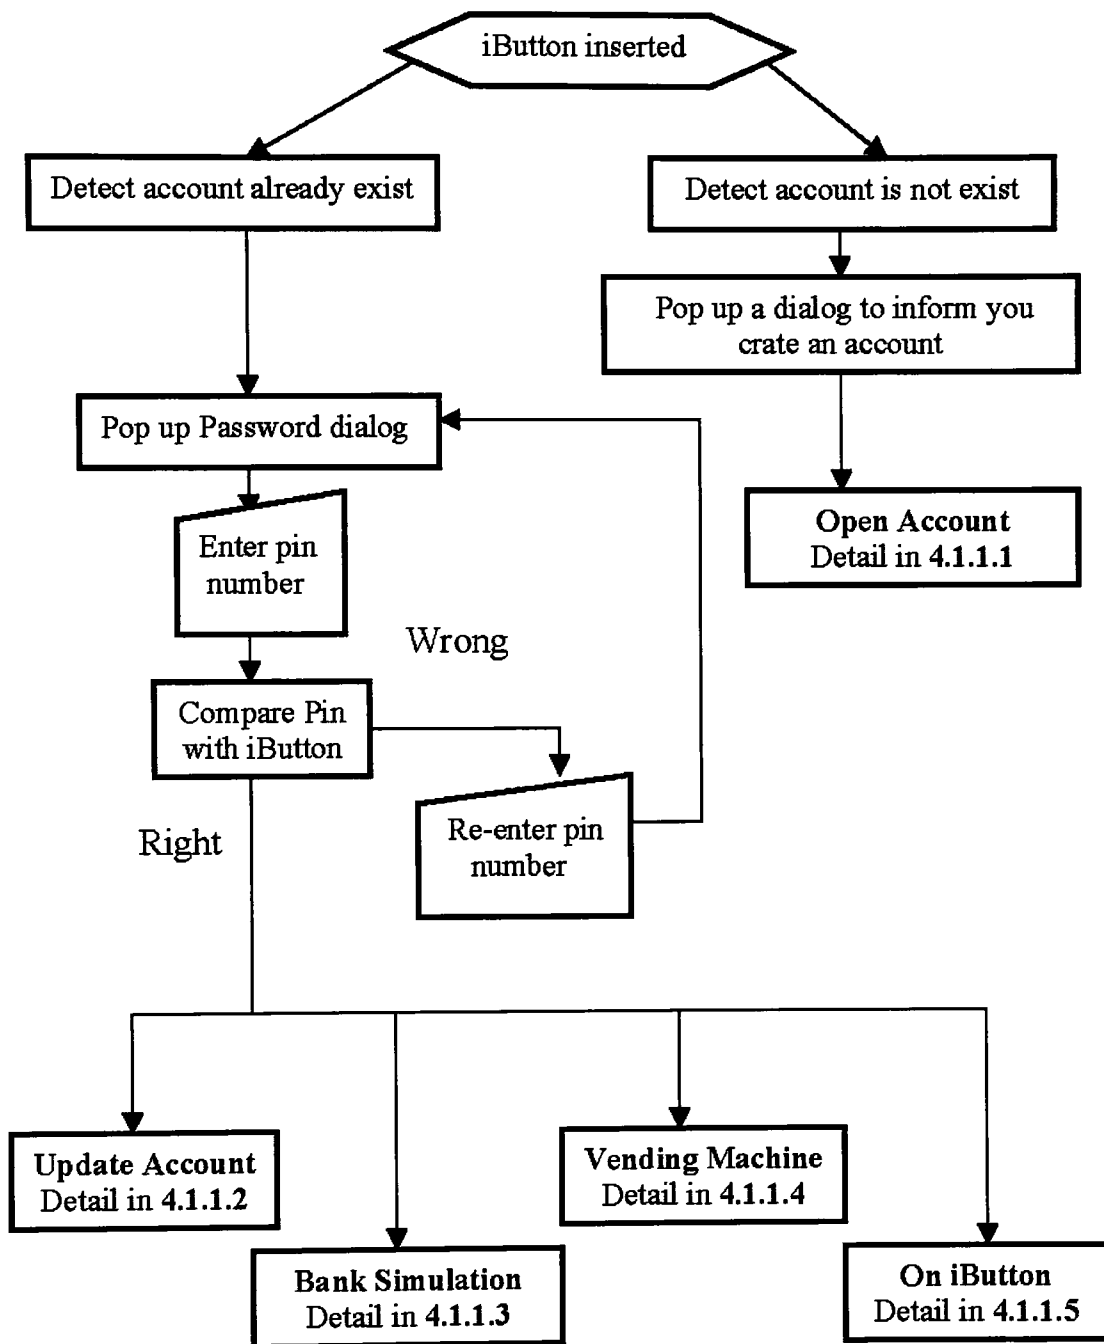 iButton inserted
Detect account already exist
Detect account is not exist
Pop up a dialog to inform you
crate an account
Pop up Password dialog
Open Account
Detail in 4.1.1.1
Enter pin
number
Wrong
Compare Pin
with iButton
Right
Re-enter pin
number
Update Account
Detail in 4.1.1.2
Vending Machine
Detail in 4.1.1.4
Bank Simulation
Detail in 4.1.1.3
On iButton
Detail in 4.1.1.5